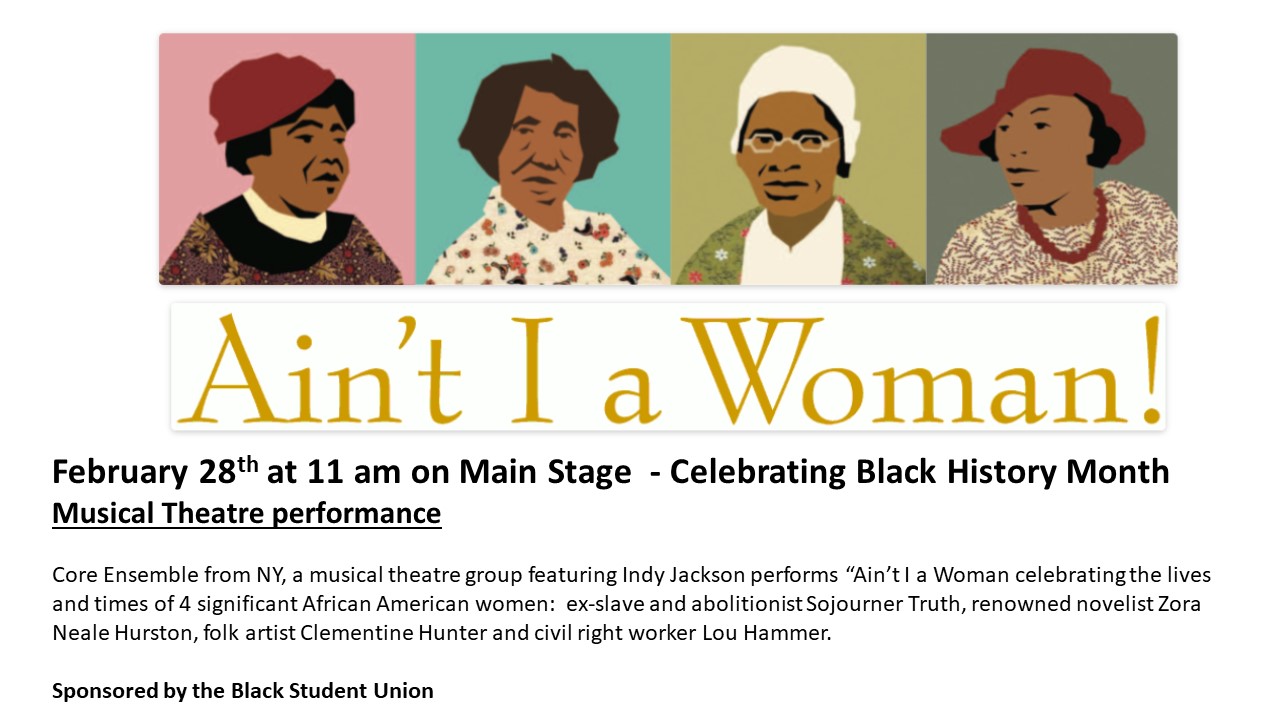 Ain’t I a Woman!
February 28th at 11 am on Main Stage - Celebrating Black History Month
Musical Theatre performance
Core Ensemble from NY, a musical theatre group featuring Indy Jackson performs “Ain’t I a Woman celebrating the lives
and times of 4 significant African American women: ex-slave and abolitionist Sojourner Truth, renowned novelist Zora
Neale Hurston, folk artist Clementine Hunter and civil right worker Lou Hammer.
Sponsored by the Black Student Union